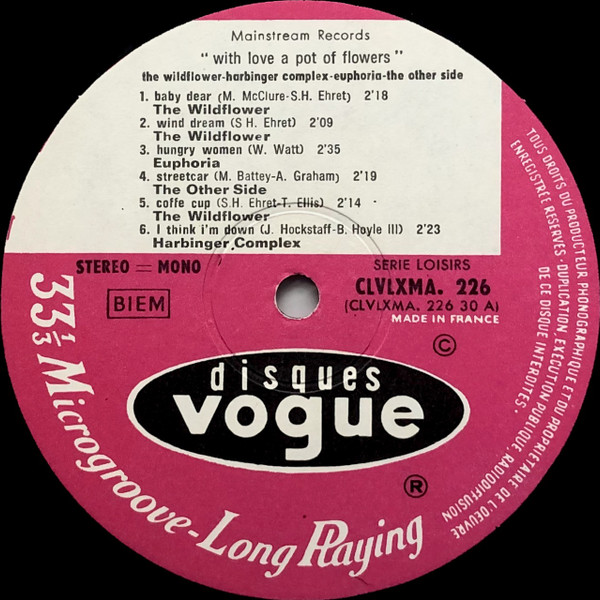 Mainstream Records
“with love a pot of flowers”
the wildflower-harbinger complex-euphoria-the other side
1. baby dear (M. McClure-S.H. Ehret) 2'18
The Wildflower
2. wind dream (S H. Ehret) 2'09
The Wildflower
3. hungry women (W. Watt) 2'35
Euphoria
4. streetcar (M. Battey-A. Graham) 2'19
The Other Side
5. coffe cup (S.H. Ehret-T. Ellis) 2'14
The Wildflower
6. I think i'm down (J. Hockstaff-B. Hoyle III) 2'23
Harbinger Complex
STEREO = MONO
BIEM
SERIE LOISIRS
CLVLXMA. 226
(CLVLXMA. 226 30 A)
MADE IN FRANCE
©
disques
vogue
®
33 1/3 Microgroove-Long Playing
TOUS DROITS DU PRODUCTEUR PHONOGRAPHIQUE ET DU PROPRIÉTAIRE DE L'OEUVRE
ENREGISTRÉE RESERVÉS - DUPLICATION, EXÉCUTION PUBLIQUE RADIODIFFUSION
DE CE DISQUE INTERDITES.